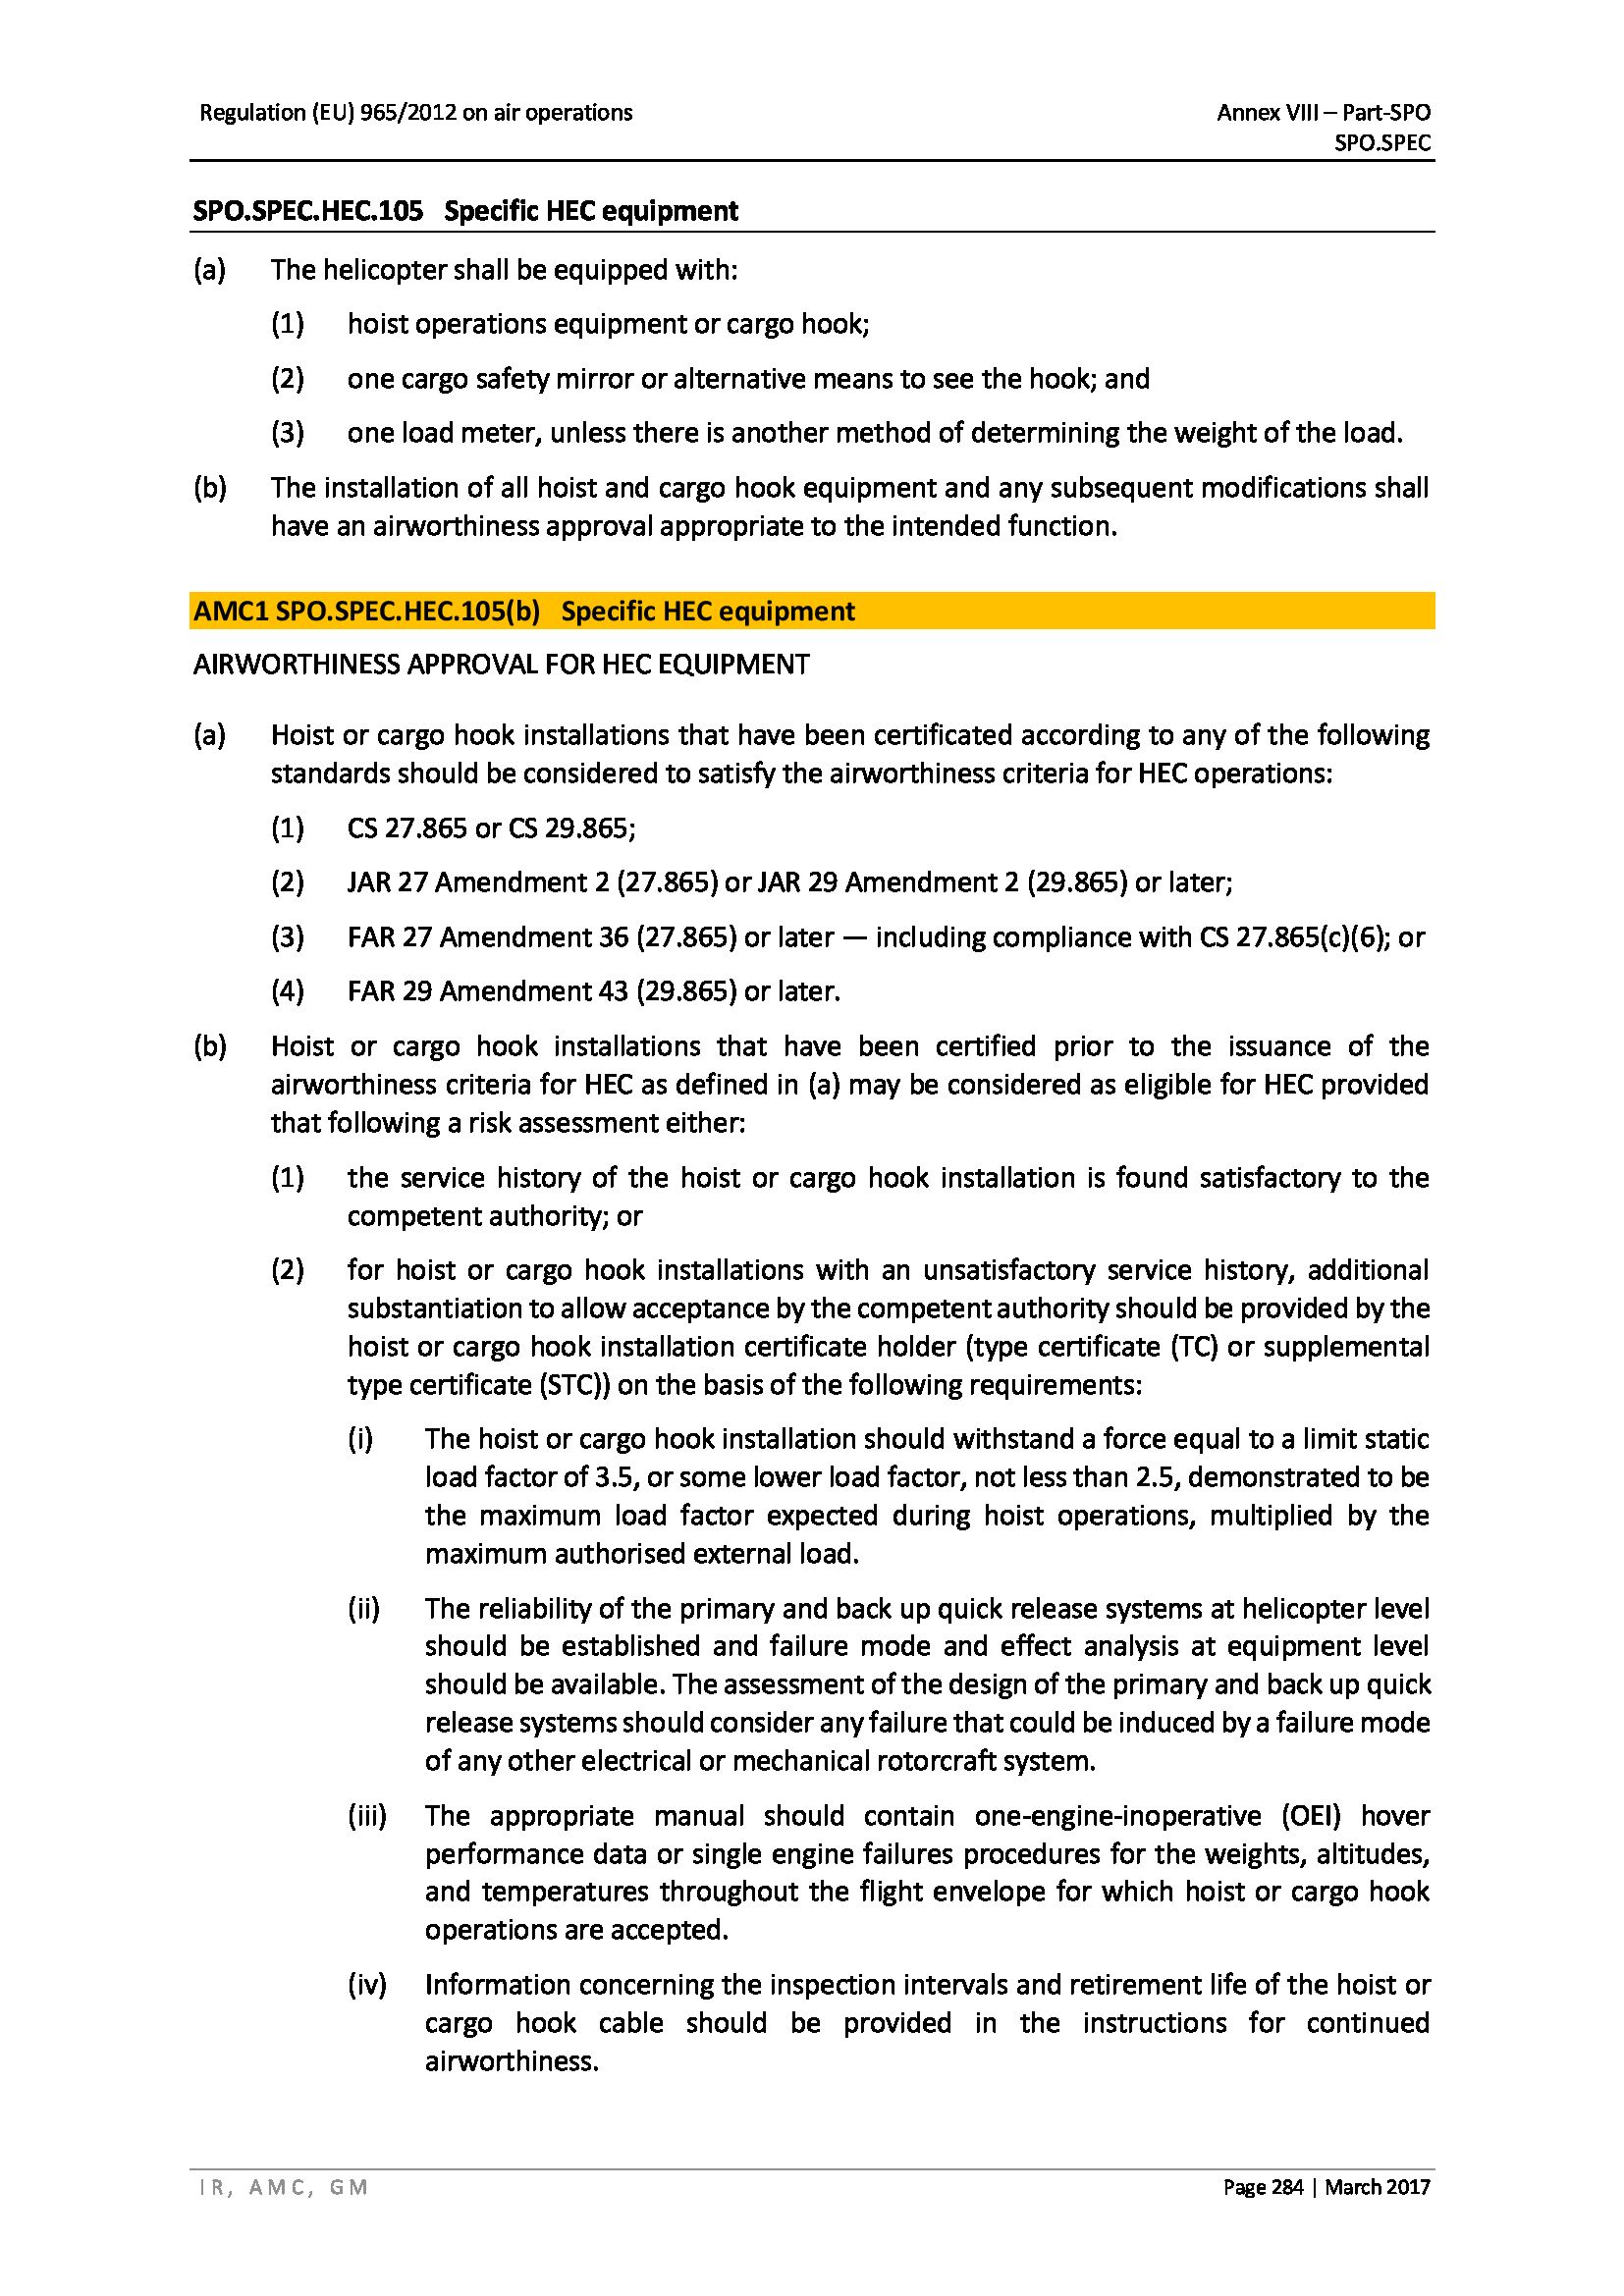 Regulation (EU) 965/2012 on air operations
Annex VIII – Part-SPO
SPO.SPEC
SPO.SPEC.HEC.105 Specific HEC equipment
(a) The helicopter shall be equipped with:
(1) hoist operations equipment or cargo hook;
(2) one cargo safety mirror or alternative means to see the hook; and
(3) one load meter, unless there is another method of determining the weight of the load.
(b) The installation of all hoist and cargo hook equipment and any subsequent modifications shall
have an airworthiness approval appropriate to the intended function.
AMC1 SPO.SPEC.HEC.105(b) Specific HEC equipment
AIRWORTHINESS APPROVAL FOR HEC EQUIPMENT
(a) Hoist or cargo hook installations that have been certificated according to any of the following
standards should be considered to satisfy the airworthiness criteria for HEC operations:
(1) CS 27.865 or CS 29.865;
(2) JAR 27 Amendment 2 (27.865) or JAR 29 Amendment 2 (29.865) or later;
(3) FAR 27 Amendment 36 (27.865) or later — including compliance with CS 27.865(c)(6); or
(4) FAR 29 Amendment 43 (29.865) or later.
(b) Hoist or cargo hook installations that have been certified prior to the issuance of the
airworthiness criteria for HEC as defined in (a) may be considered as eligible for HEC provided
that following a risk assessment either:
(1) the service history of the hoist or cargo hook installation is found satisfactory to the
competent authority; or
(2) for hoist or cargo hook installations with an unsatisfactory service history, additional
substantiation to allow acceptance by the competent authority should be provided by the
hoist or cargo hook installation certificate holder (type certificate (TC) or supplemental
type certificate (STC)) on the basis of the following requirements:
(i) The hoist or cargo hook installation should withstand a force equal to a limit static
load factor of 3.5, or some lower load factor, not less than 2.5, demonstrated to be
the maximum load factor expected during hoist operations, multiplied by the
maximum authorised external load.
(ii) The reliability of the primary and back up quick release systems at helicopter level
should be established and failure mode and effect analysis at equipment level
should be available. The assessment of the design of the primary and back up quick
release systems should consider any failure that could be induced by a failure mode
of any other electrical or mechanical rotorcraft system.
(iii) The appropriate manual should contain one-engine-inoperative (OEI) hover
performance data or single engine failures procedures for the weights, altitudes,
and temperatures throughout the flight envelope for which hoist or cargo hook
operations are accepted.
(iv) Information concerning the inspection intervals and retirement life of the hoist or
cargo hook cable should be provided in the instructions for continued
airworthiness.
IR, AMC, GM
Page 284 | March 2017